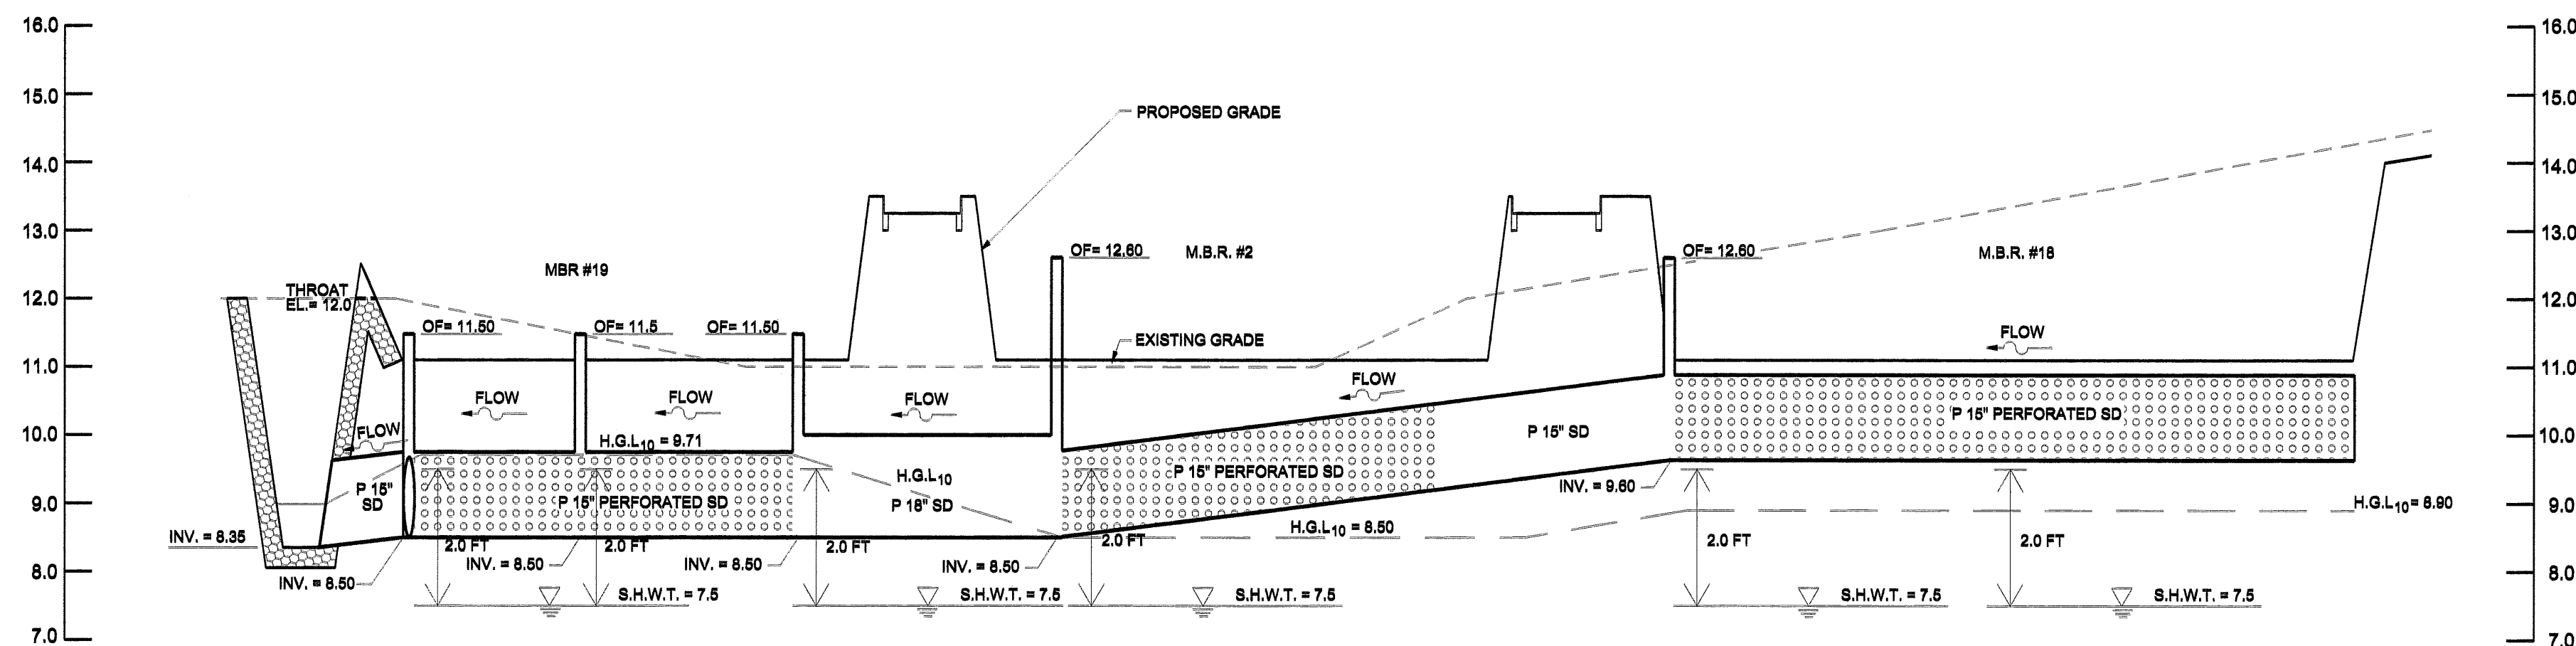 16.0
15.0
14.0
13.0
12.0
11.0
10.0
9.0
8.0
7.0
16.0
15.0
14.0
13.0
12.0
11.0
10.0
9.0
8.0
7.0
PROPOSED GRADE
OF= 12.60
M.B.R. #2
OF= 12.60
M.B.R. #18
MBR #19
THROAT
EL.= 12.0
OF= 11.50
OF= 11.5
OF= 11.50
EXISTING GRADE
FLOW
FLOW
FLOW
FLOW
FLOW
FLOW
H.G.L10 = 9.71
P 15" SD
P 15" PERFORATED SD
P 15"
SD
P 15" PERFORATED SD
H.G.L10
P 18" SD
P 15" PERFORATED SD
INV. = 9.60
H.G.L10= 8.90
H.G.L10 = 8.50
INV. = 8.35
2.0 FT
2.0 FT
2.0 FT
2.0 FT
2.0 FT
2.0 FT
INV. = 8.50
INV. = 8.50
INV. = 8.50
INV. = 8.50
S.H.W.T. = 7.5
S.H.W.T. = 7.5
S.H.W.T. = 7.5
S.H.W.T. = 7.5
S.H.W.T. = 7.5